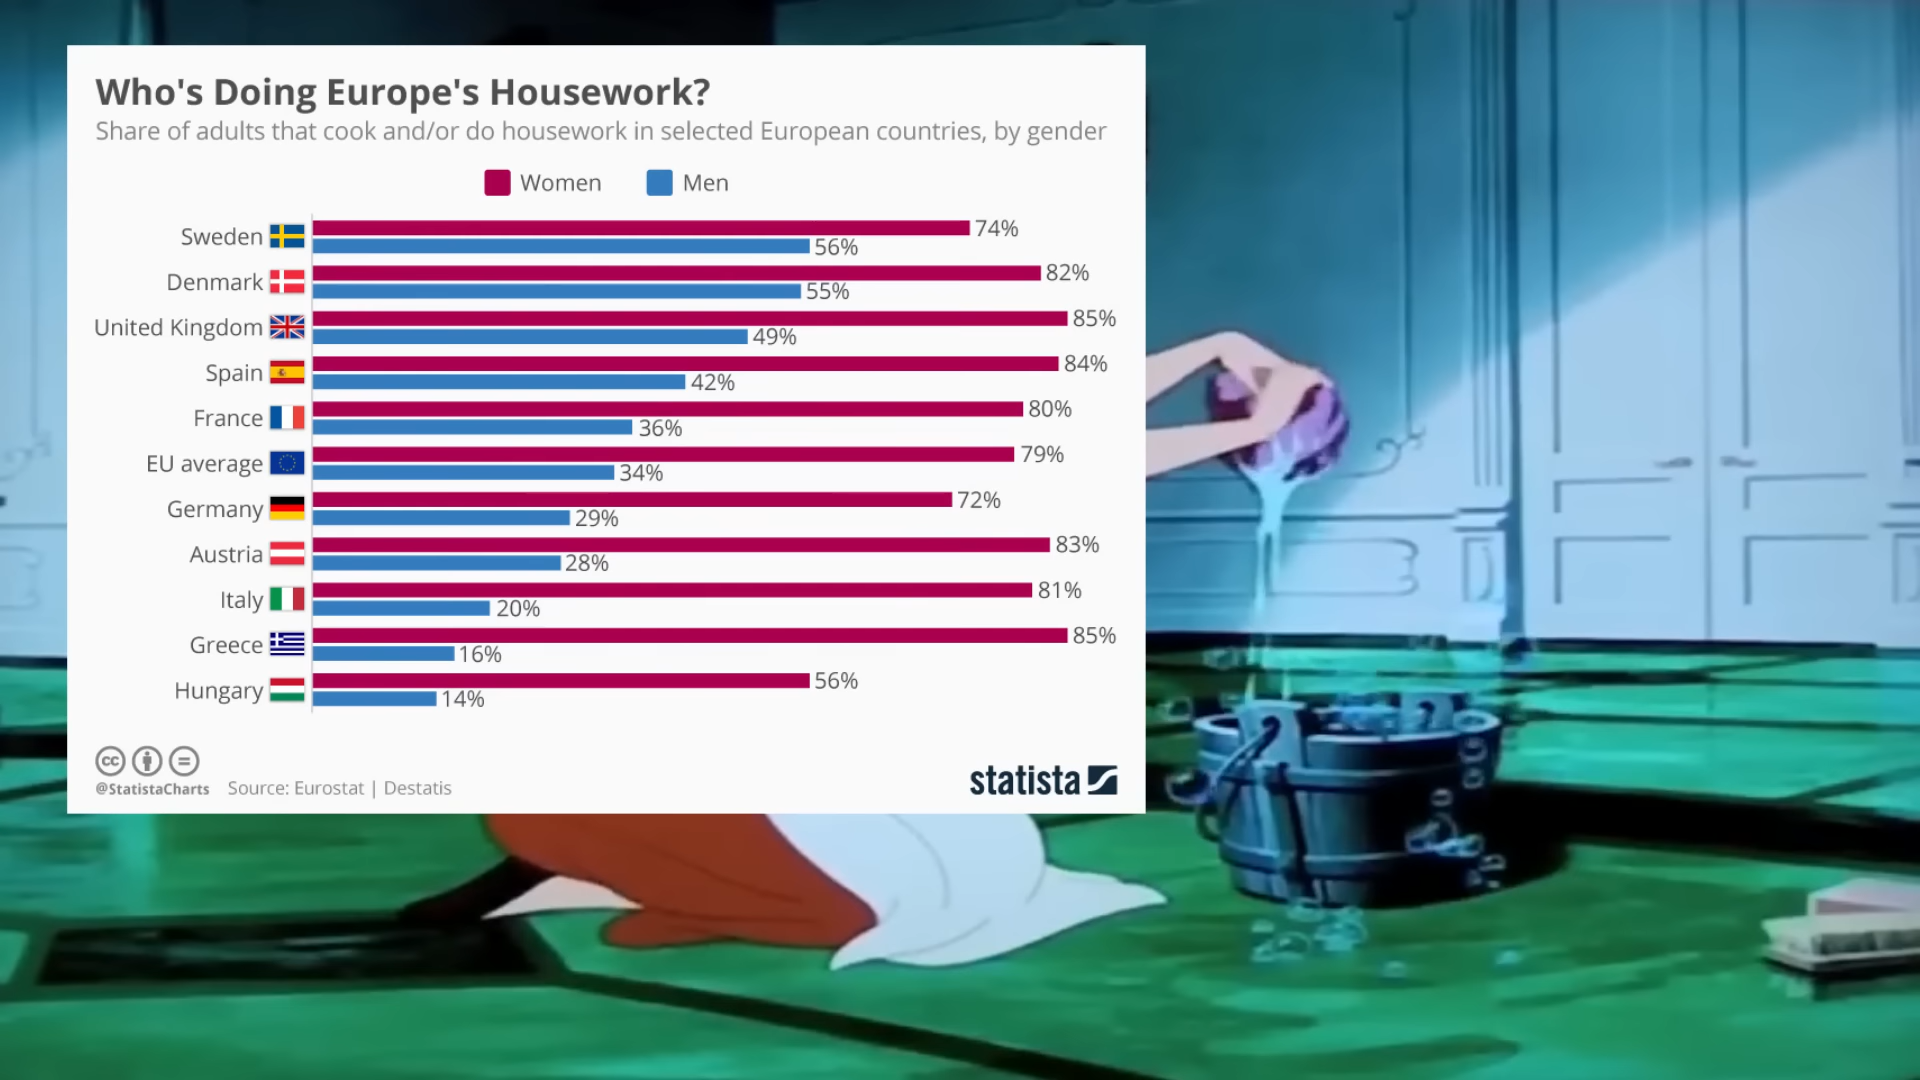 Who's Doing Europe's Housework?
Share of adults that cook and/or do housework in selected European countries, by gender
Women Men
Sweden 74%
56%
Denmark 82%
55%
United Kingdom 85%
49%
Spain 84%
42%
France 80%
36%
EU average 79%
34%
Germany 72%
29%
Austria 83%
28%
Italy 81%
20%
Greece 85%
16%
Hungary 56%
14%
cc
@StatistaCharts Source: Eurostat | Destatis
statista